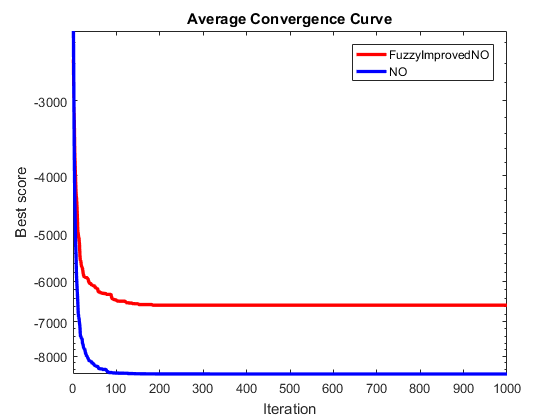 Average Convergence Curve
FuzzyImprovedNO
NO
Best score
-3000
-4000
-5000
-6000
-7000
-8000
0 100 200 300 400 500 600 700 800 900 1000
Iteration